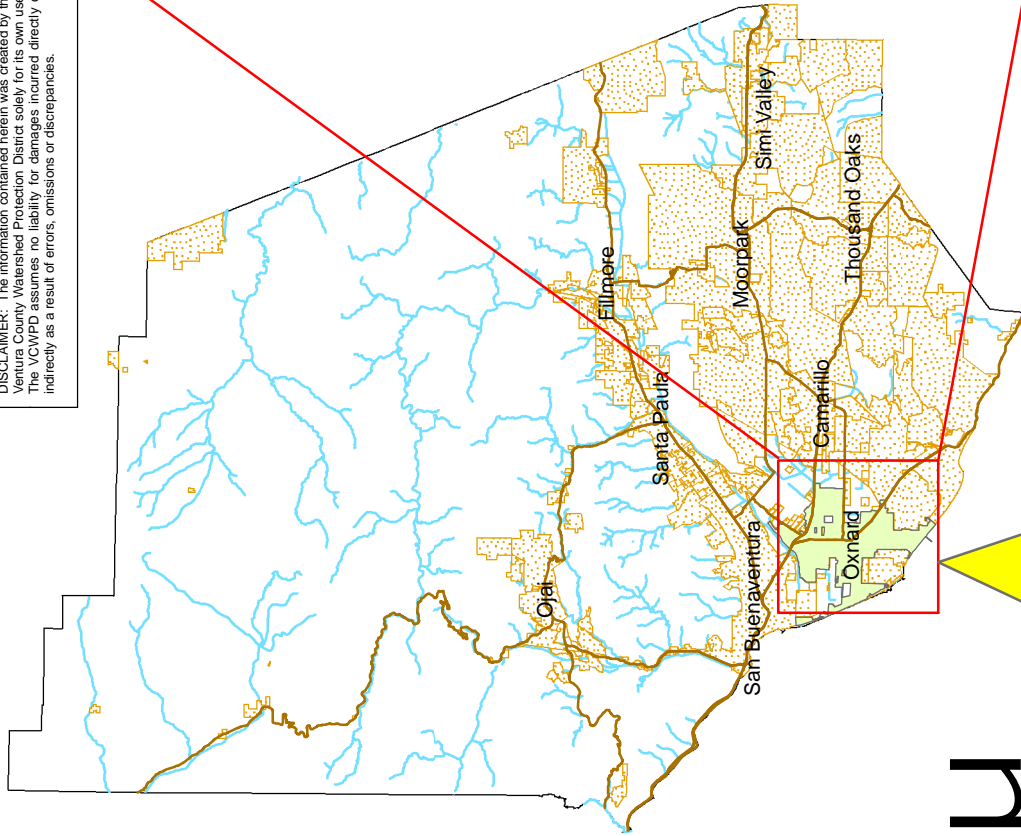 DISCLAIMER: The information contained herein was created by the
Ventura County Watershed Protection District solely for its own use
The VCWPD assumes no liability for damages incurred directly
indirectly as a result of errors, omissions or discrepancies.
Simi Valley
Thousand Oaks
Moorpark
Fillmore
Camarillo
Santa Paula
Oxnard
San Buenaventura
Ojai